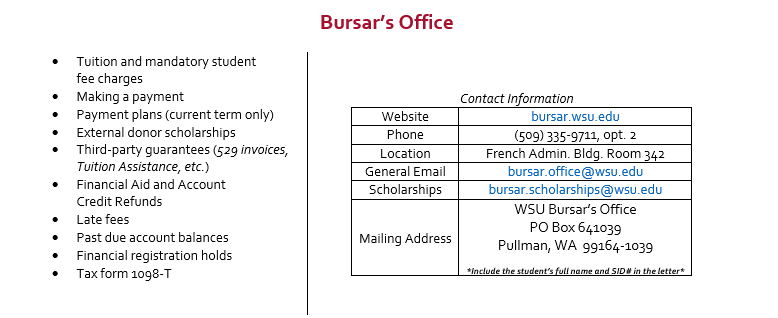 Bursar's Office
• Tuition and mandatory student
fee charges
• Making a payment
• Payment plans (current term only)
• External donor scholarships
• Third-party guarantees (529 invoices,
Tuition Assistance, etc.)
• Financial Aid and Account
Credit Refunds
• Late fees
• Past due account balances
• Financial registration holds
• Tax form 1098-T
Contact Information
Website bursar.wsu.edu
Phone (509) 335-9711, opt. 2
Location French Admin. Bldg. Room 342
General Email bursar.office@wsu.edu
Scholarships bursar.scholarships@wsu.edu
Mailing Address
WSU Bursar's Office
PO Box 641039
Pullman, WA  99164-1039
*Include the student's full name and SID# in the letter*